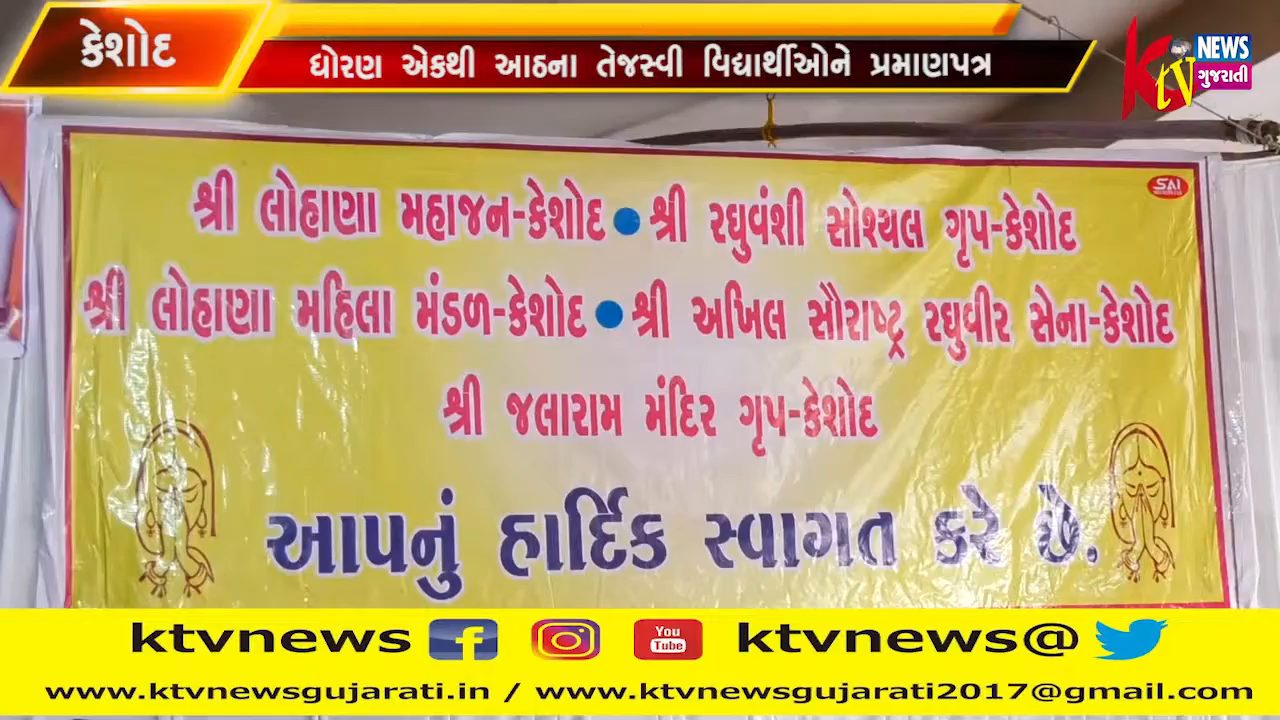 કેશોદ
ધોરણ એકથી આઠના તેજસ્વી વિદ્યાર્થીઓને પ્રમાણપત્ર
Ktv NEWS
ગુજરાતી
SAI
શ્રી લોહાણા મહાજન-કેશોદ • શ્રી રઘુવંશી સોશ્યલ ગૃપ-કેશોદ
શ્રી લોહાણા મહિલા મંડળ-કેશોદ • શ્રી અખિલ સૌરાષ્ટ્ર રઘુવીર સેના-કેશોદ
શ્રી જલારામ મંદિર ગૃપ-કેશોદ
આપનું હાર્દિક સ્વાગત કરે છે.
ktvnews f You Tube ktvnews@
www.ktvnewsgujarati.in / www.ktvnewsgujarati2017@gmail.com